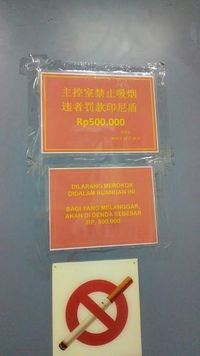 主控室禁止吸烟
违者罚款印尼盾
Rp500,000
DILARANG MEROKOK
DIDALAM RUANGAN INI
BAGI YANG MELANGGAR,
AKAN DI DENDA SEBESAR
RP. 500,000